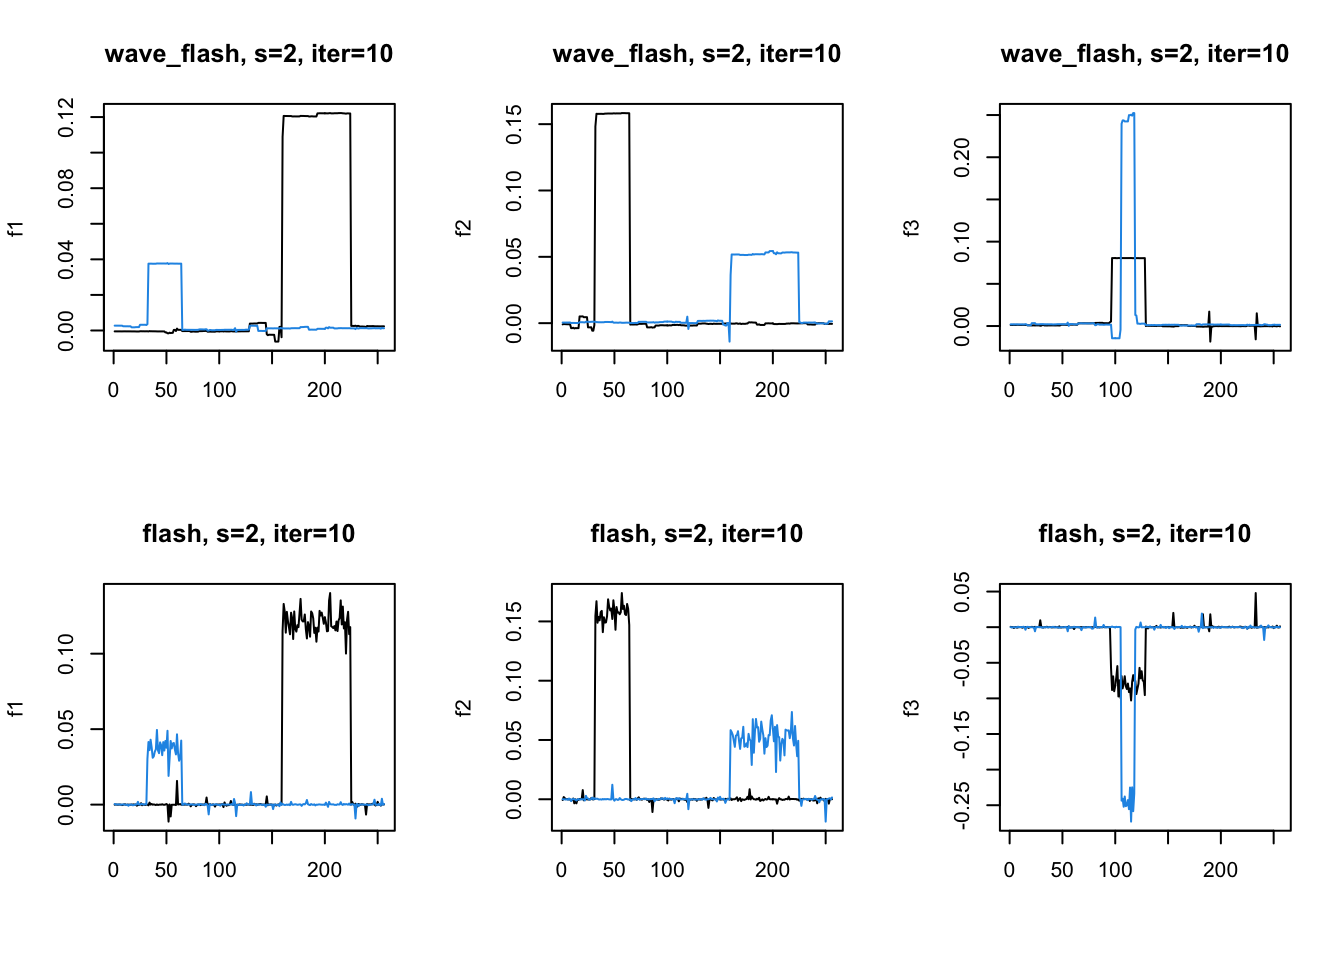 wave_flash, s=2, iter=10
f1
0.00 0.04 0.08 0.12
0 50 100 200
wave_flash, s=2, iter=10
f2
0.00 0.05 0.10 0.15
0 50 100 200
wave_flash, s=2, iter=10
f3
0.00 0.10 0.20
0 50 100 200
flash, s=2, iter=10
f1
0.00 0.05 0.10
0 50 100 200
flash, s=2, iter=10
f2
0.00 0.05 0.10 0.15
0 50 100 200
flash, s=2, iter=10
f3
-0.25 -0.15 -0.05 0.05
0 50 100 200